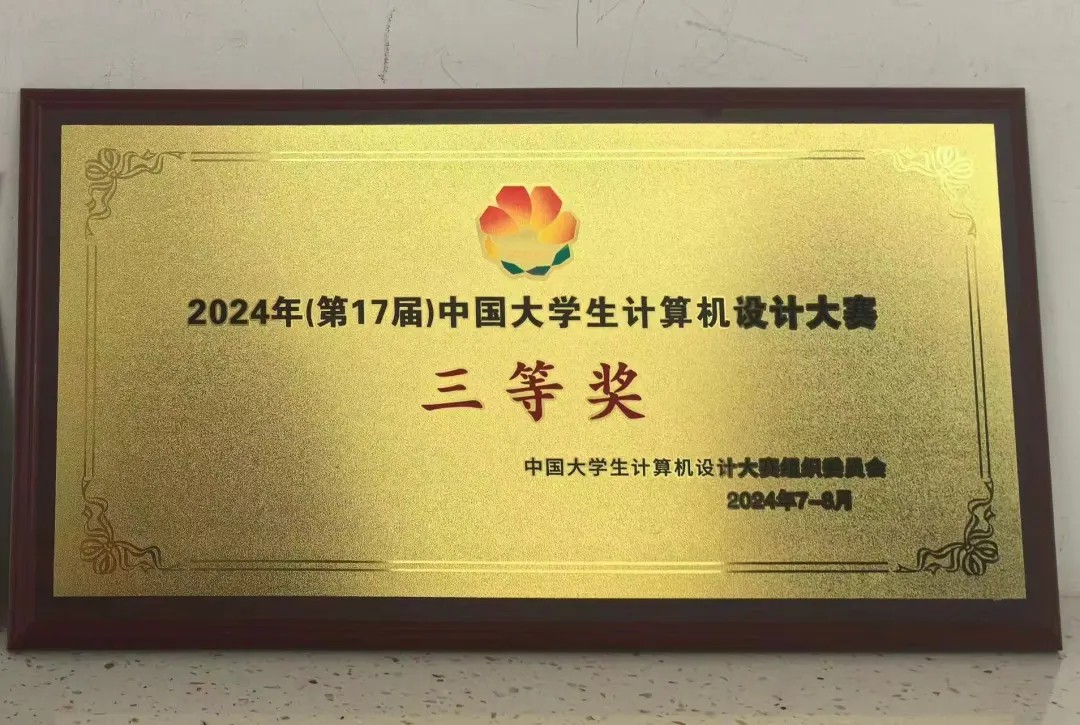 2024年(第17届)中国大学生计算机设计大赛
三等奖
中国大学生计算机设计大赛组织委员会
2024年7-8月